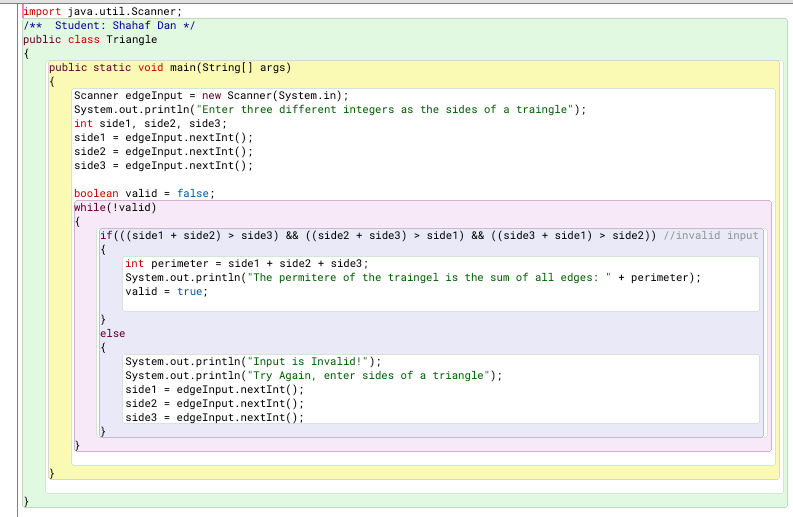 import java.util.Scanner;
/** Student: Shahaf Dan */
public class Triangle
{
public static void main(String[] args)
{
Scanner edgeInput = new Scanner(System.in);
System.out.println("Enter three different integers as the sides of a traingle");
int side1, side2, side3;
side1 = edgeInput.nextInt();
side2 = edgeInput.nextInt();
side3 = edgeInput.nextInt();
boolean valid = false;
while(!valid)
{
if(((side1 + side2) > side3) && ((side2 + side3) > side1) && ((side3 + side1) > side2)) //invalid input
{
int perimeter = side1 + side2 + side3;
System.out.println("The permitere of the traingel is the sum of all edges: " + perimeter);
valid = true;
}
else
{
System.out.println("Input is Invalid!");
System.out.println("Try Again, enter sides of a triangle");
side1 = edgeInput.nextInt();
side2 = edgeInput.nextInt();
side3 = edgeInput.nextInt();
}
}
}
}